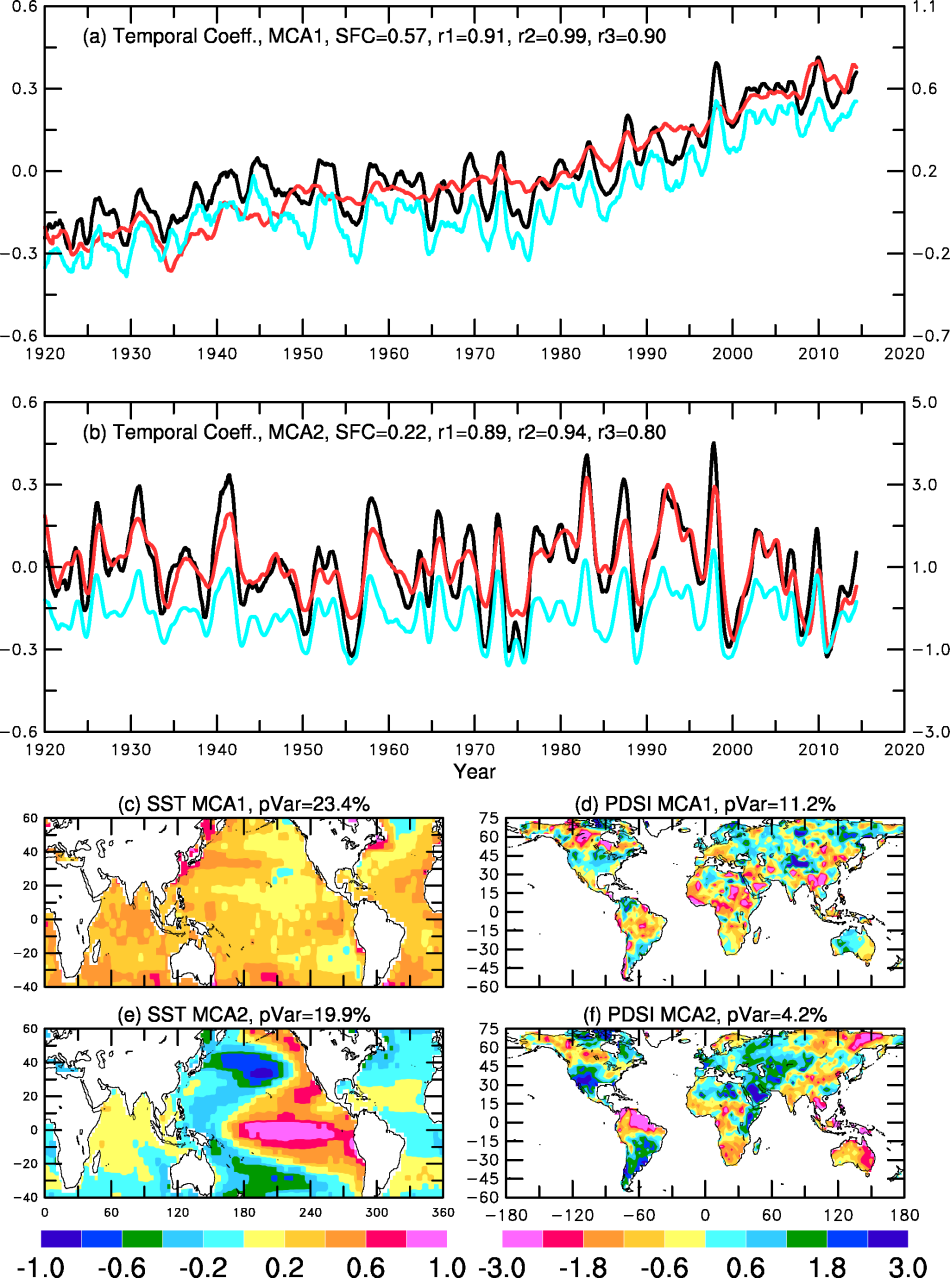 (a) Temporal Coeff., MCA1, SFC=0.57, r1=0.91, r2=0.99, r3=0.90
0.6 0.3 0.0 −0.3 −0.6
1.1 0.6 0.2 −0.2 −0.7
1920 1930 1940 1950 1960 1970 1980 1990 2000 2010 2020
(b) Temporal Coeff., MCA2, SFC=0.22, r1=0.89, r2=0.94, r3=0.80
0.6 0.3 0.0 −0.3 −0.6
5.0 3.0 1.0 −1.0 −3.0
1920 1930 1940 1950 1960 1970 1980 1990 2000 2010 2020
Year
(c) SST MCA1, pVar=23.4%
60 40 20 0 −20 −40
(d) PDSI MCA1, pVar=11.2%
75 60 45 30 15 0 −15 −30 −45 −60
(e) SST MCA2, pVar=19.9%
60 40 20 0 −20 −40
0 60 120 180 240 300 360
(f) PDSI MCA2, pVar=4.2%
75 60 45 30 15 0 −15 −30 −45 −60
−180 −120 −60 0 60 120 180
-1.0 -0.6 -0.2 0.2 0.6 1.0
-3.0 -1.8 -0.6 0.6 1.8 3.0